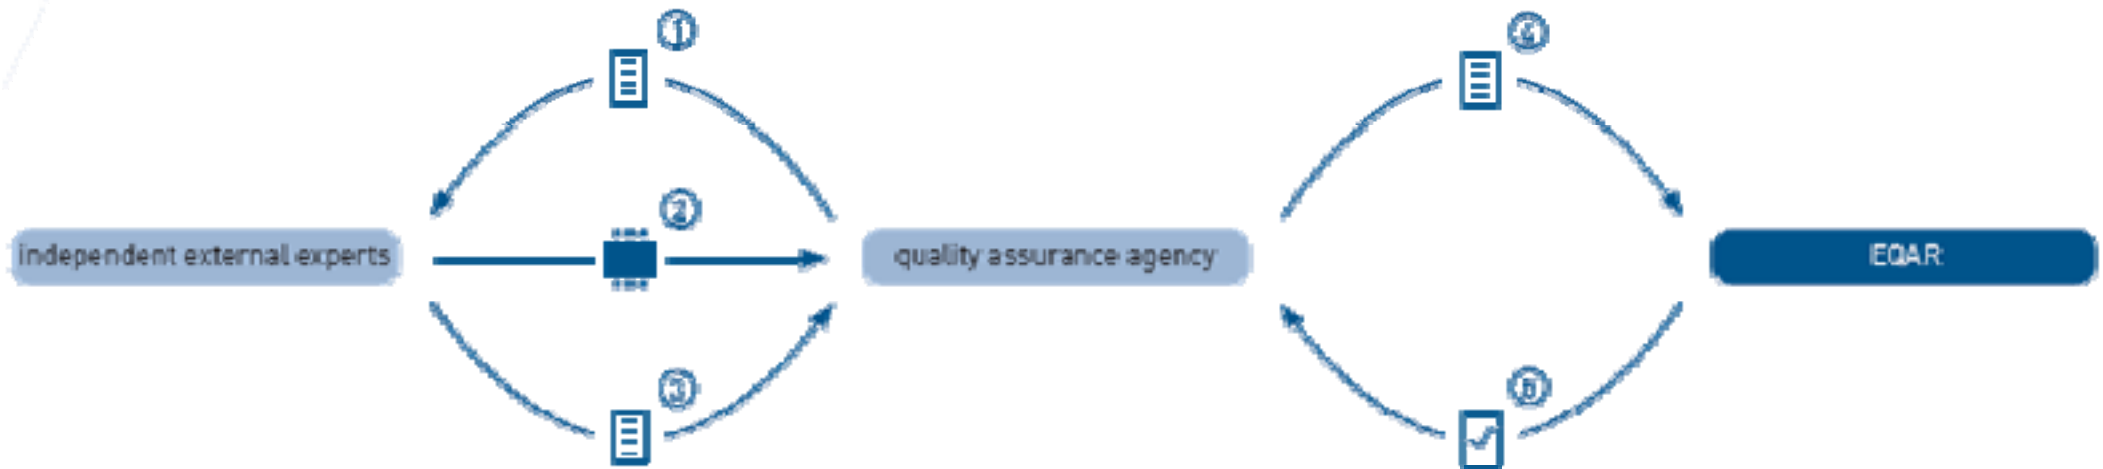 1
4
2
independent external experts
quality assurance agency
EQAR
3
5